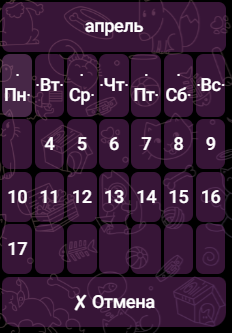 апрель
·Пн· ·Вт· ·Ср· ·Чт· ·Пт· ·Сб· ·Вс·
4 5 6 7 8 9
10 11 12 13 14 15 16
17
✗ Отмена